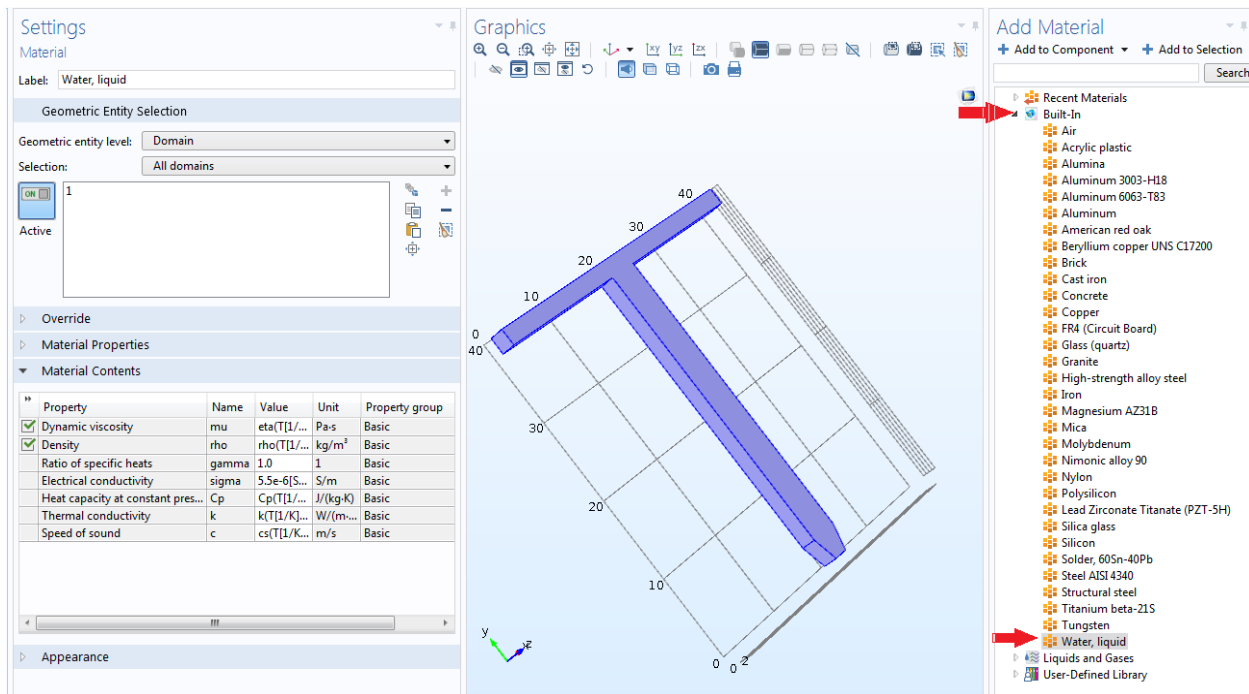 Settings
Material
Label: Water, liquid
Geometric Entity Selection
Geometric entity level: Domain
Selection: All domains
ON
1
Active
Override
Material Properties
Material Contents
Property Name Value Unit Property group
Dynamic viscosity mu eta(T[1/... Pa·s Basic
Density rho rho(T[1/... kg/m³ Basic
Ratio of specific heats gamma 1.0 1 Basic
Electrical conductivity sigma 5.5e-6[S... S/m Basic
Heat capacity at constant pres... Cp Cp(T[1/... J/(kg·K) Basic
Thermal conductivity k k(T[1/K]... W/(m·... Basic
Speed of sound c cs(T[1/K... m/s Basic
Appearance
Graphics
xy yz zx
40
30
20
10
0
40
30
20
10
0 0 2
y z x
Add Material
Add to Component Add to Selection
Search
Recent Materials
Built-In
Air
Acrylic plastic
Alumina
Aluminum 3003-H18
Aluminum 6063-T83
Aluminum
American red oak
Beryllium copper UNS C17200
Brick
Cast iron
Concrete
Copper
FR4 (Circuit Board)
Glass (quartz)
Granite
High-strength alloy steel
Iron
Magnesium AZ31B
Mica
Molybdenum
Nimonic alloy 90
Nylon
Polysilicon
Lead Zirconate Titanate (PZT-5H)
Silica glass
Silicon
Solder, 60Sn-40Pb
Steel AISI 4340
Structural steel
Titanium beta-21S
Tungsten
Water, liquid
Liquids and Gases
User-Defined Library